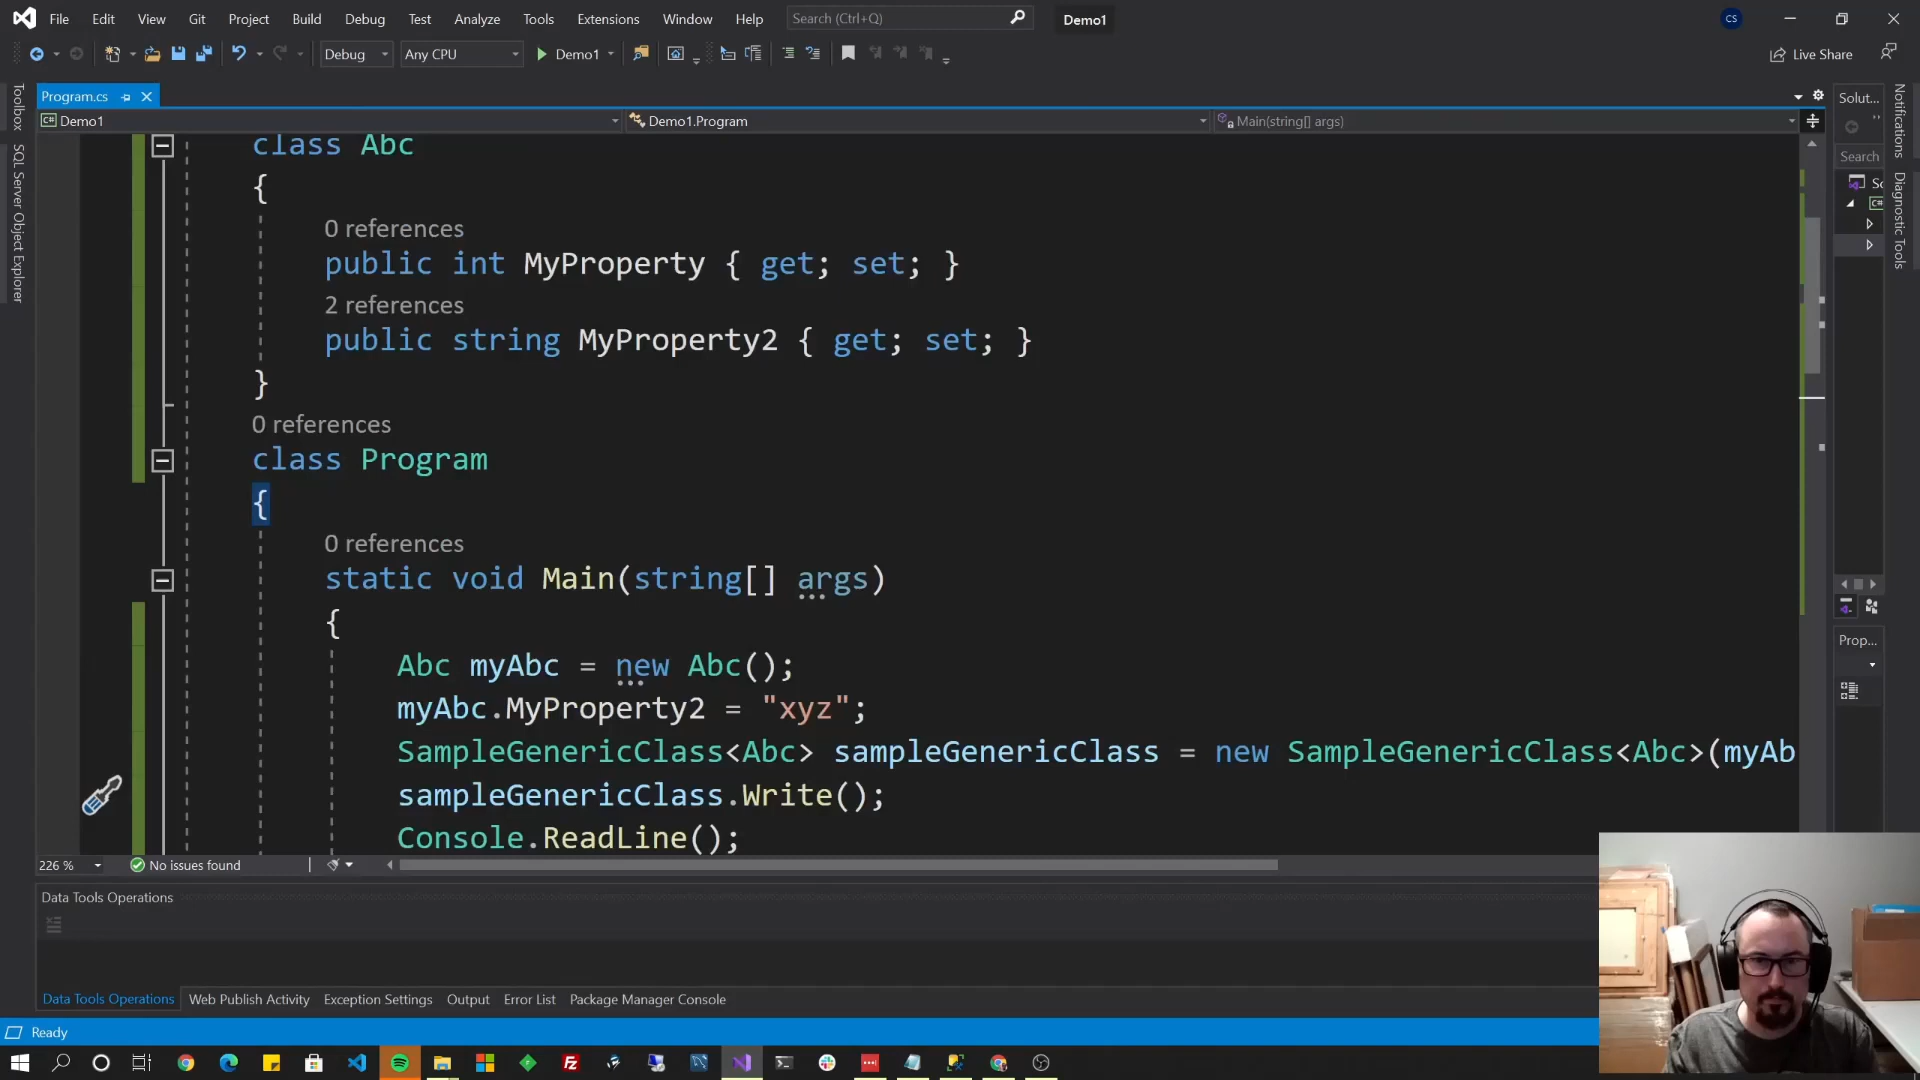 File Edit View Git Project Build Debug Test Analyze Tools Extensions Window Help Search (Ctrl+Q) Demo1 CS
Debug Any CPU Demo1 Live Share
Toolbox
SQL Server Object Explorer
Program.cs
Demo1 Demo1.Program Main(string[] args)
class Abc
{
0 references
public int MyProperty { get; set; }
2 references
public string MyProperty2 { get; set; }
}
0 references
class Program
{
0 references
static void Main(string[] args)
{
Abc myAbc = new Abc();
myAbc.MyProperty2 = "xyz";
SampleGenericClass<Abc> sampleGenericClass = new SampleGenericClass<Abc>(myAb
sampleGenericClass.Write();
Console.ReadLine();
226 % No issues found
Solut...
Search
Sc
C#
Prop...
Notifications
Diagnostic Tools
Data Tools Operations
Data Tools Operations Web Publish Activity Exception Settings Output Error List Package Manager Console
Ready